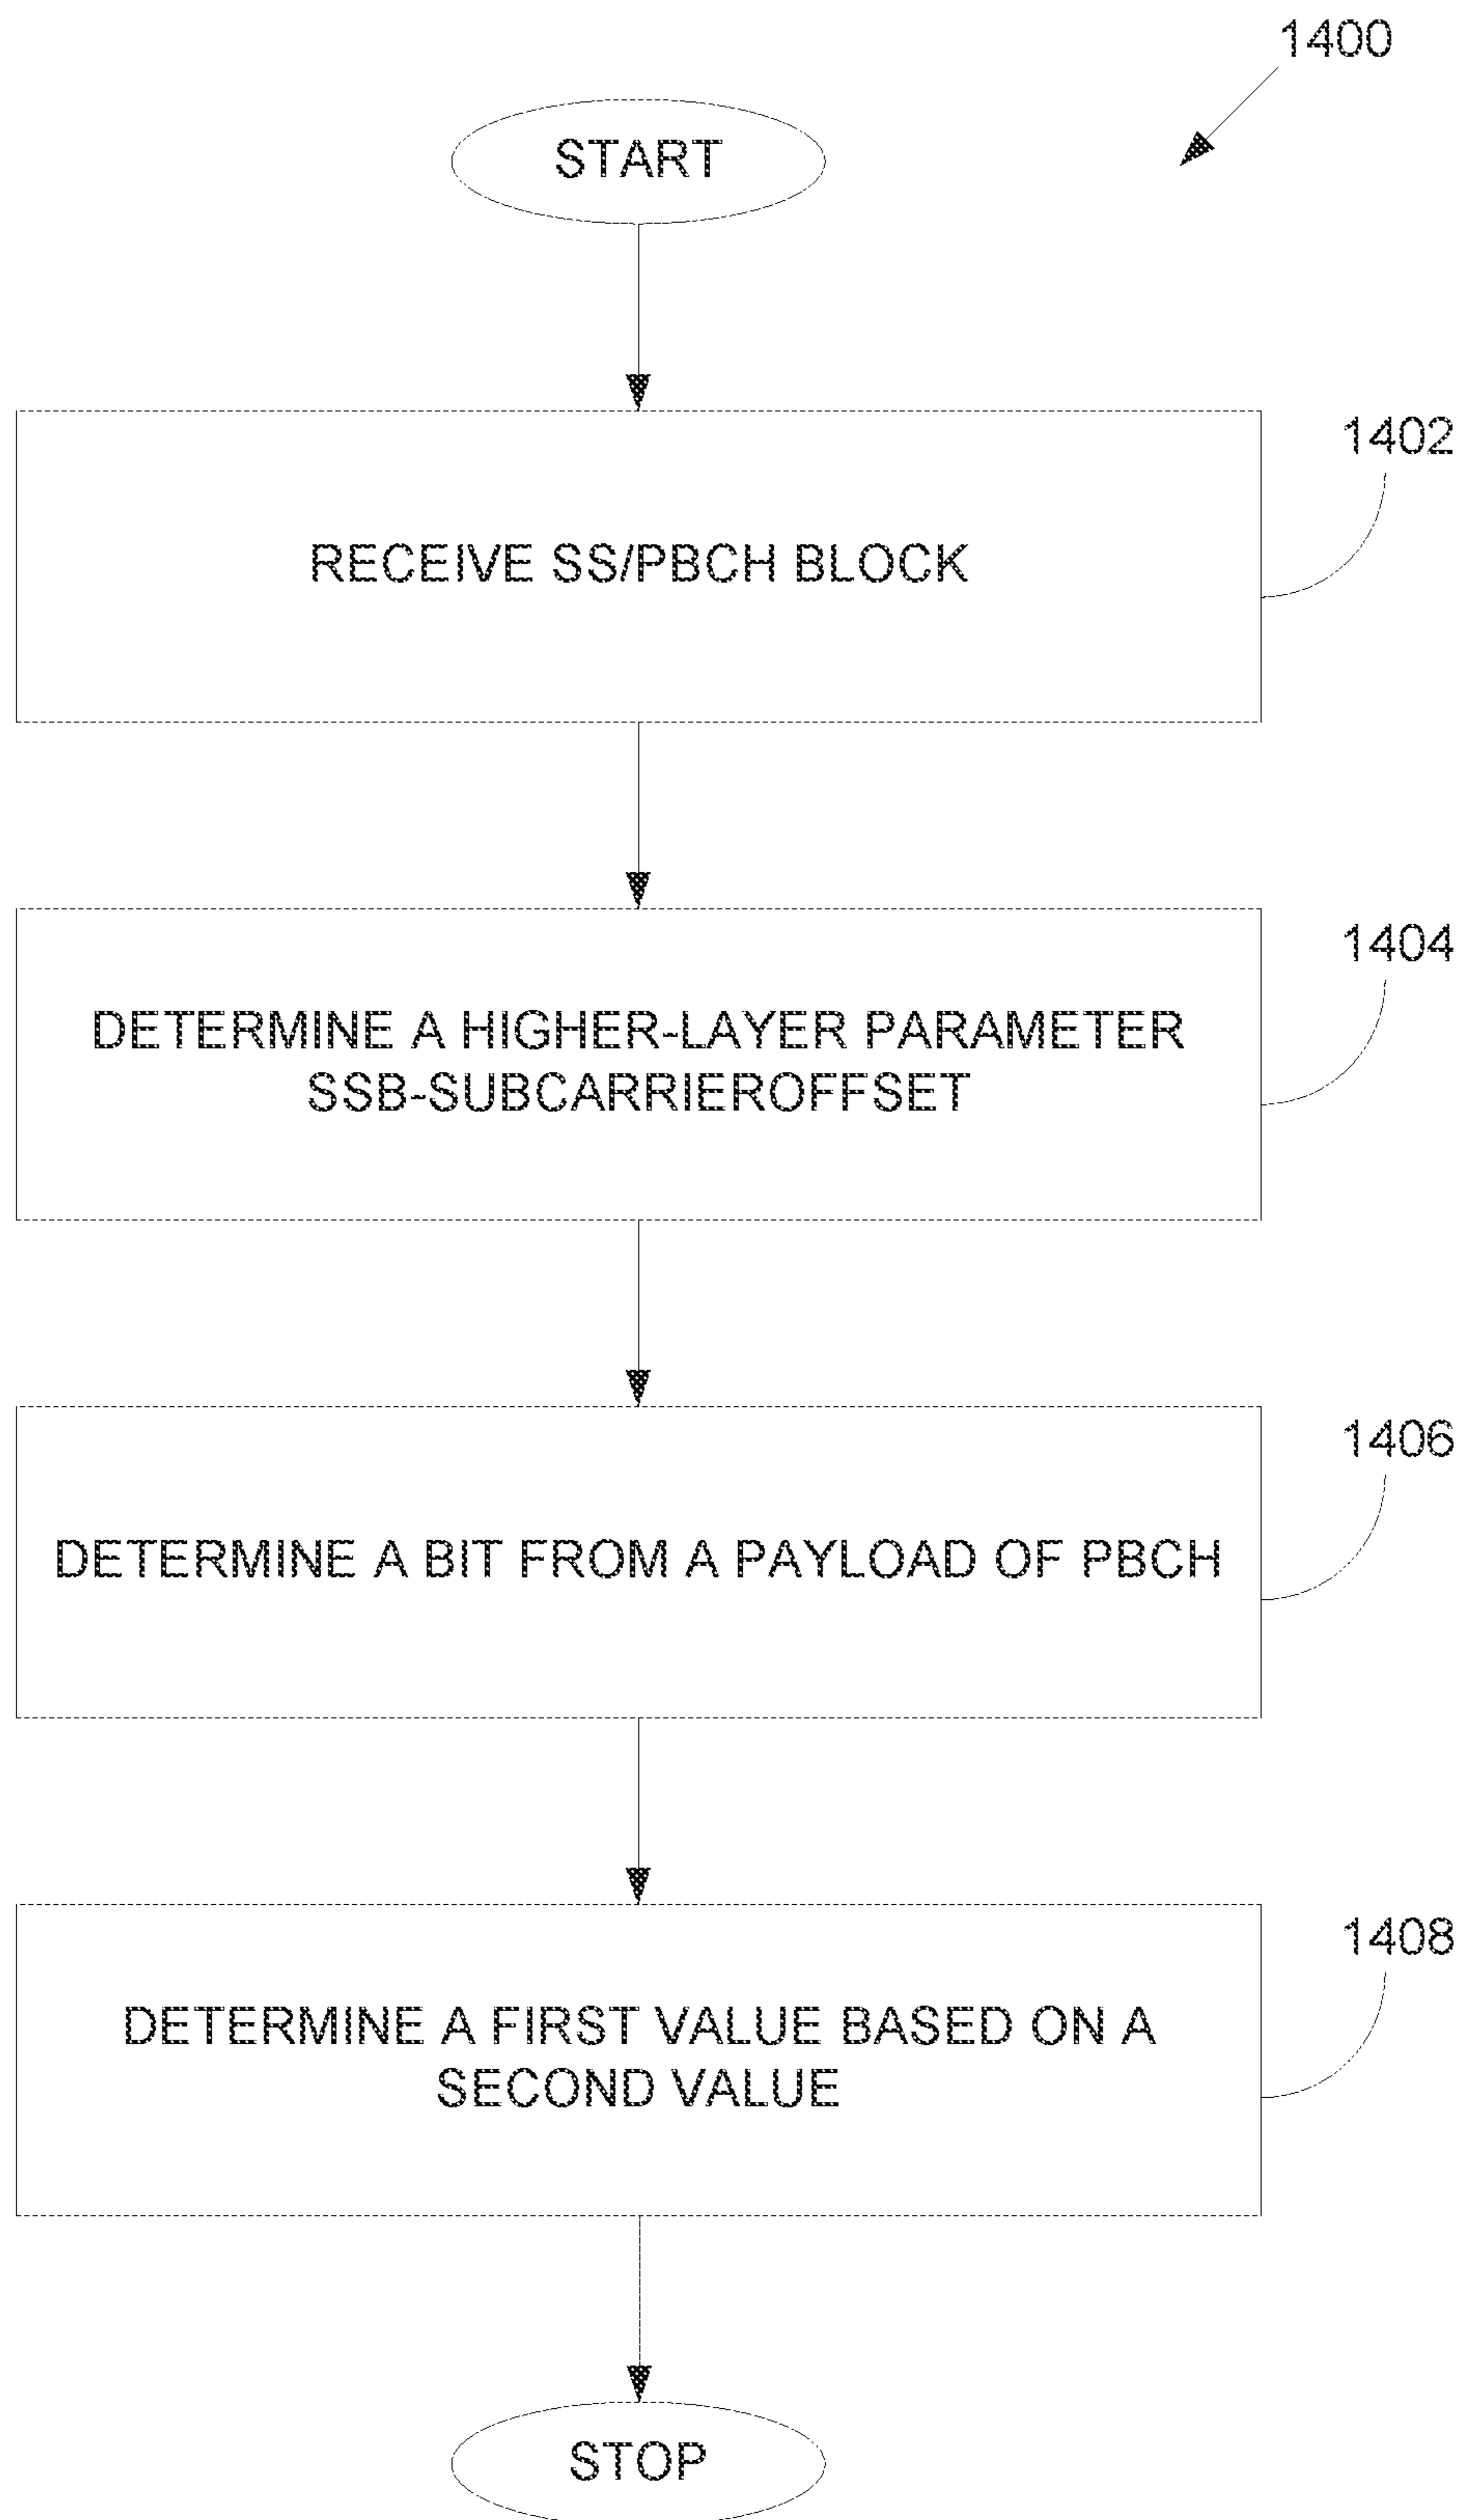 1400
START
1402
RECEIVE SS/PBCH BLOCK
1404
DETERMINE A HIGHER-LAYER PARAMETER
SSB-SUBCARRIEROFFSET
1406
DETERMINE A BIT FROM A PAYLOAD OF PBCH
1408
DETERMINE A FIRST VALUE BASED ON A
SECOND VALUE
STOP